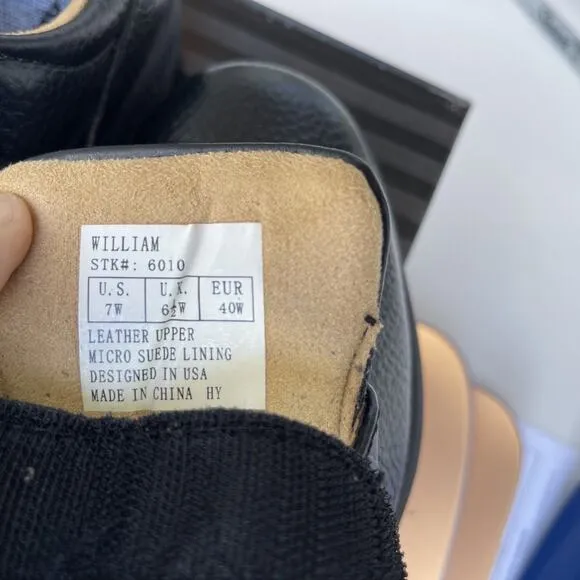 WILLIAM
STK#: 6010
U.S. U.K. EUR
7W 6½W 40W
LEATHER UPPER
MICRO SUEDE LINING
DESIGNED IN USA
MADE IN CHINA HY